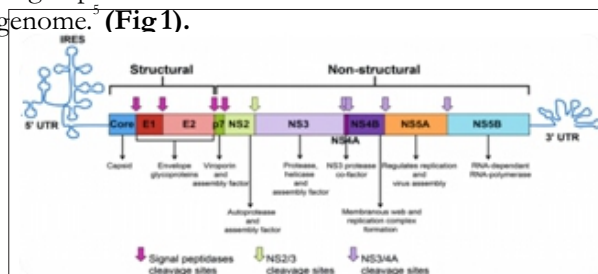 genome.⁵ (Fig 1).
IRES
Structural
Non-structural
Core E1 E2 p7 NS2 NS3 NS4B NS5A NS5B
NS4A
5' UTR
3' UTR
Capsid
Envelope
glycoproteins
Viroporin
and
assembly factor
Autoprotease
and
assembly factor
Protease,
helicase
and
assembly factor
NS3 protease
co-factor
Membranous web and
replication complex
formation
Regulates replication
and
virus assembly
RNA-dependant
RNA-polymerase
Signal peptidases
cleavage sites
NS2/3
cleavage sites
NS3/4A
cleavage sites